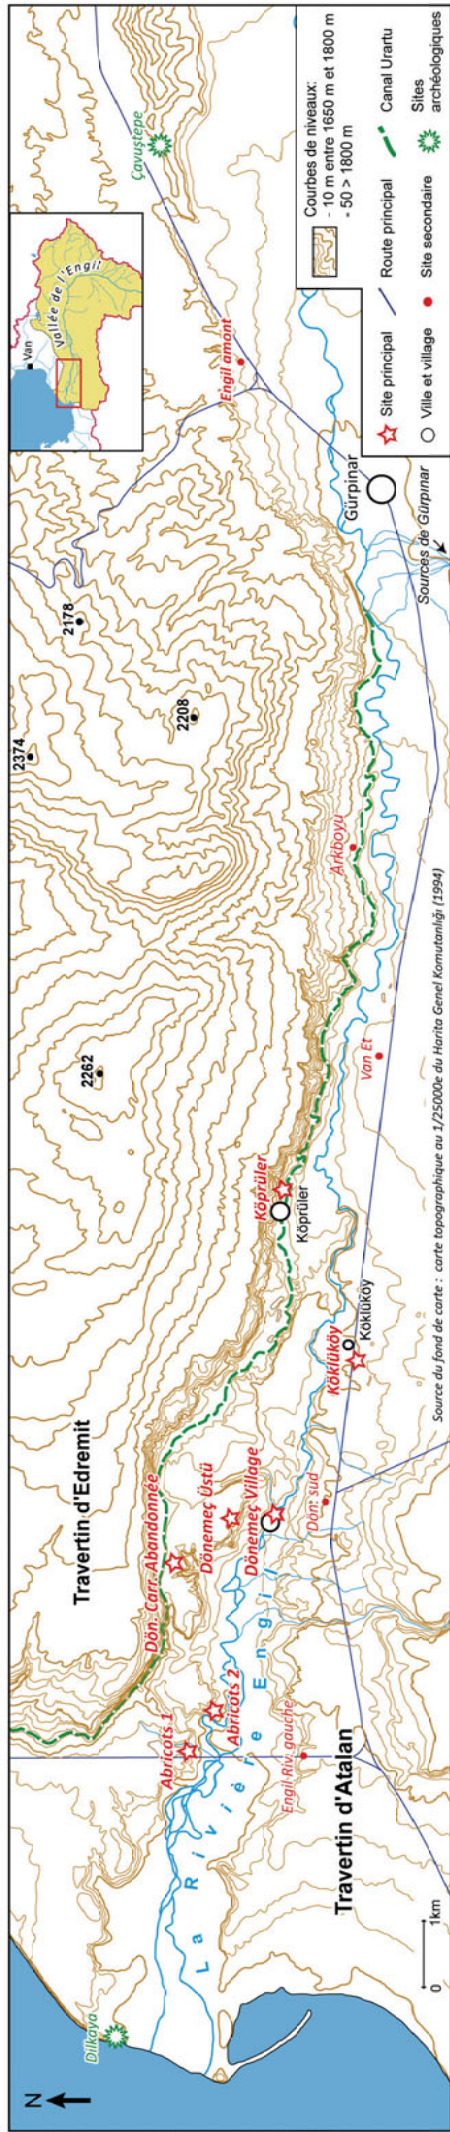 N
Dilkaya
0
1km
La Rivière Engil
Travertin d'Atalan
Travertin d'Edremit
Abricots 1
Abricots 2
Engil Riv. gauche
Dön. Carr. Abandonnée
Dönemeç Üstü
Dönemeç Village
Dön. sud
Köklüköy
Köklüköy
Köprüler
Köprüler
2262
Van Et
Arkboyu
2374
2208
2178
Engil amont
Gürpinar
Sources de Gürpinar
Çavuştepe
Van
Vallée de l'Engil
Courbes de niveaux:
- 10 m entre 1650 m et 1800 m
- 50 > 1800 m
Site principal
Route principal
Canal Urartu
Ville et village
Site secondaire
Sites
archéologiques
Source du fond de carte : carte topographique au 1/25000e du Harita Genel Komutanlığı (1994)